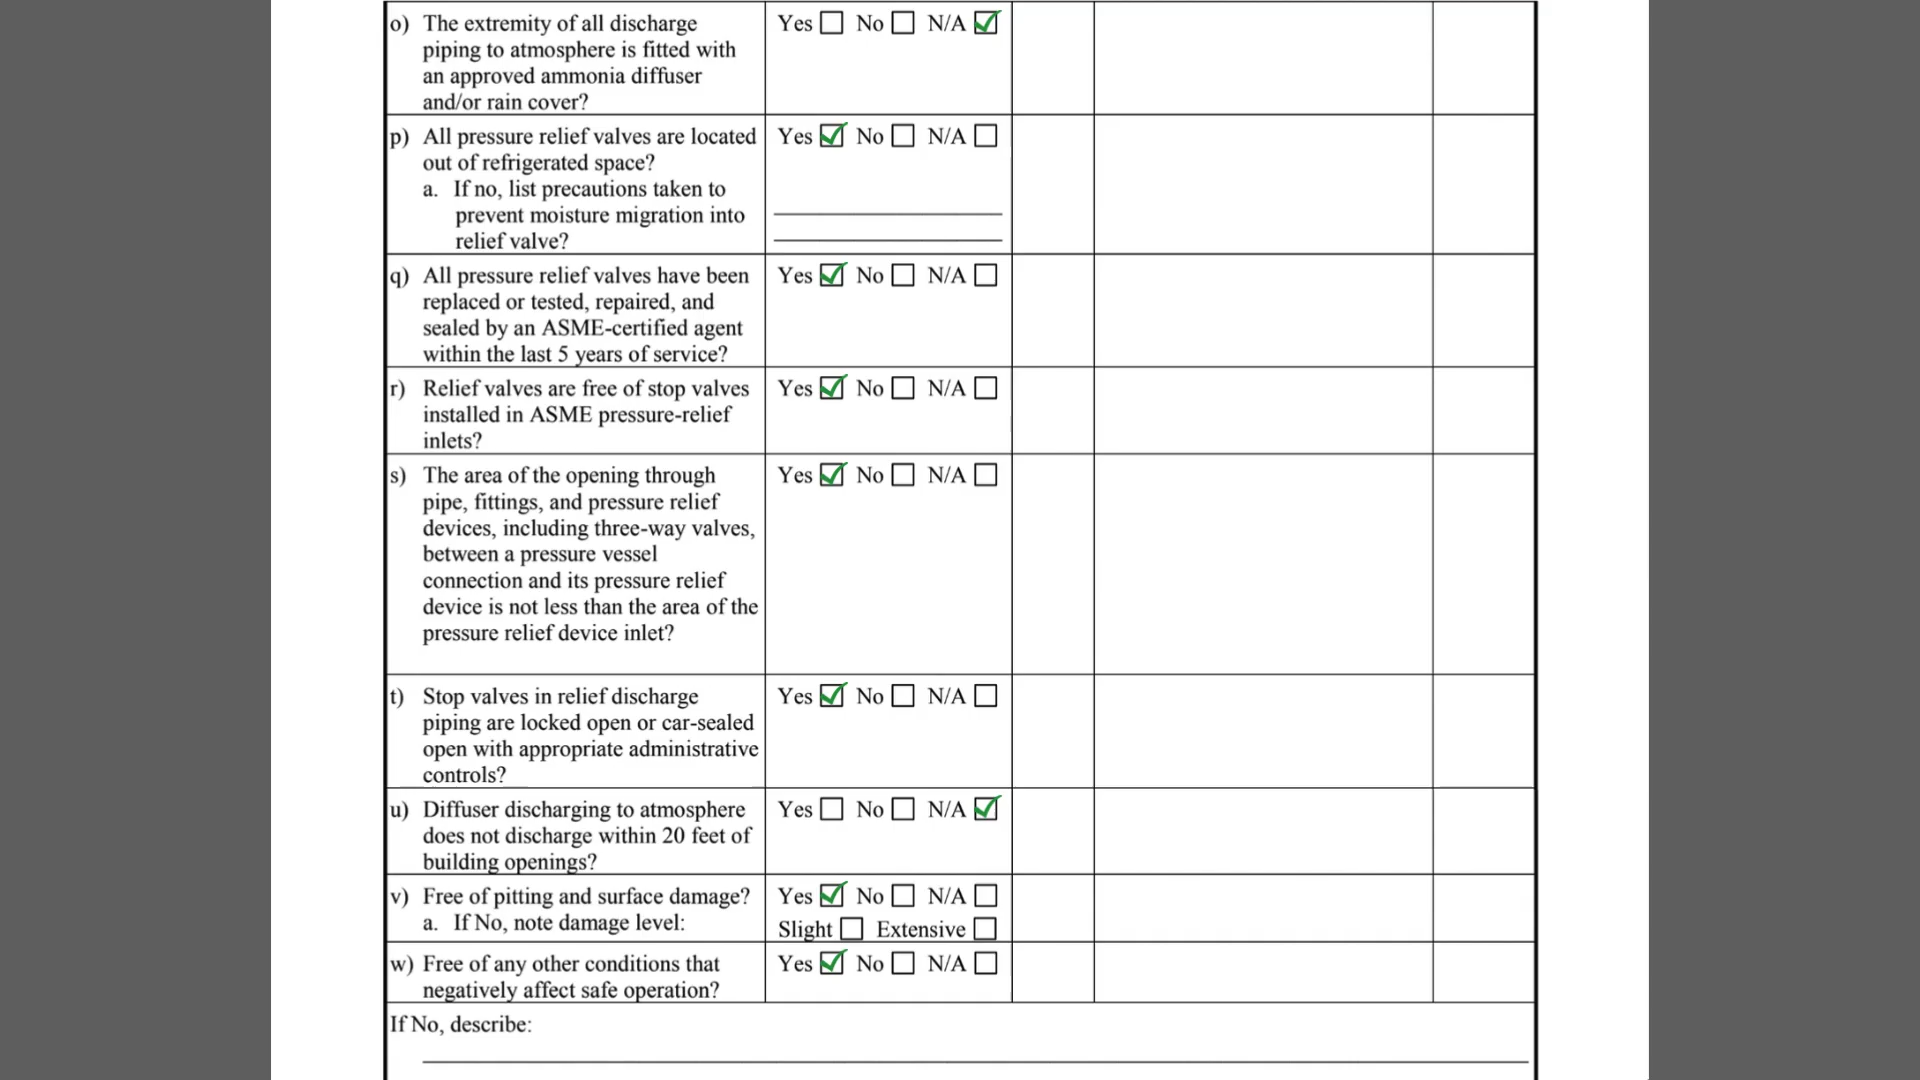 o) The extremity of all discharge Yes No N/A
piping to atmosphere is fitted with
an approved ammonia diffuser
and/or rain cover?
p) All pressure relief valves are located Yes No N/A
out of refrigerated space?
a. If no, list precautions taken to
prevent moisture migration into
relief valve?
q) All pressure relief valves have been Yes No N/A
replaced or tested, repaired, and
sealed by an ASME-certified agent
within the last 5 years of service?
r) Relief valves are free of stop valves Yes No N/A
installed in ASME pressure-relief
inlets?
s) The area of the opening through Yes No N/A
pipe, fittings, and pressure relief
devices, including three-way valves,
between a pressure vessel
connection and its pressure relief
device is not less than the area of the
pressure relief device inlet?
t) Stop valves in relief discharge Yes No N/A
piping are locked open or car-sealed
open with appropriate administrative
controls?
u) Diffuser discharging to atmosphere Yes No N/A
does not discharge within 20 feet of
building openings?
v) Free of pitting and surface damage? Yes No N/A
a. If No, note damage level: Slight Extensive
w) Free of any other conditions that Yes No N/A
negatively affect safe operation?
If No, describe: